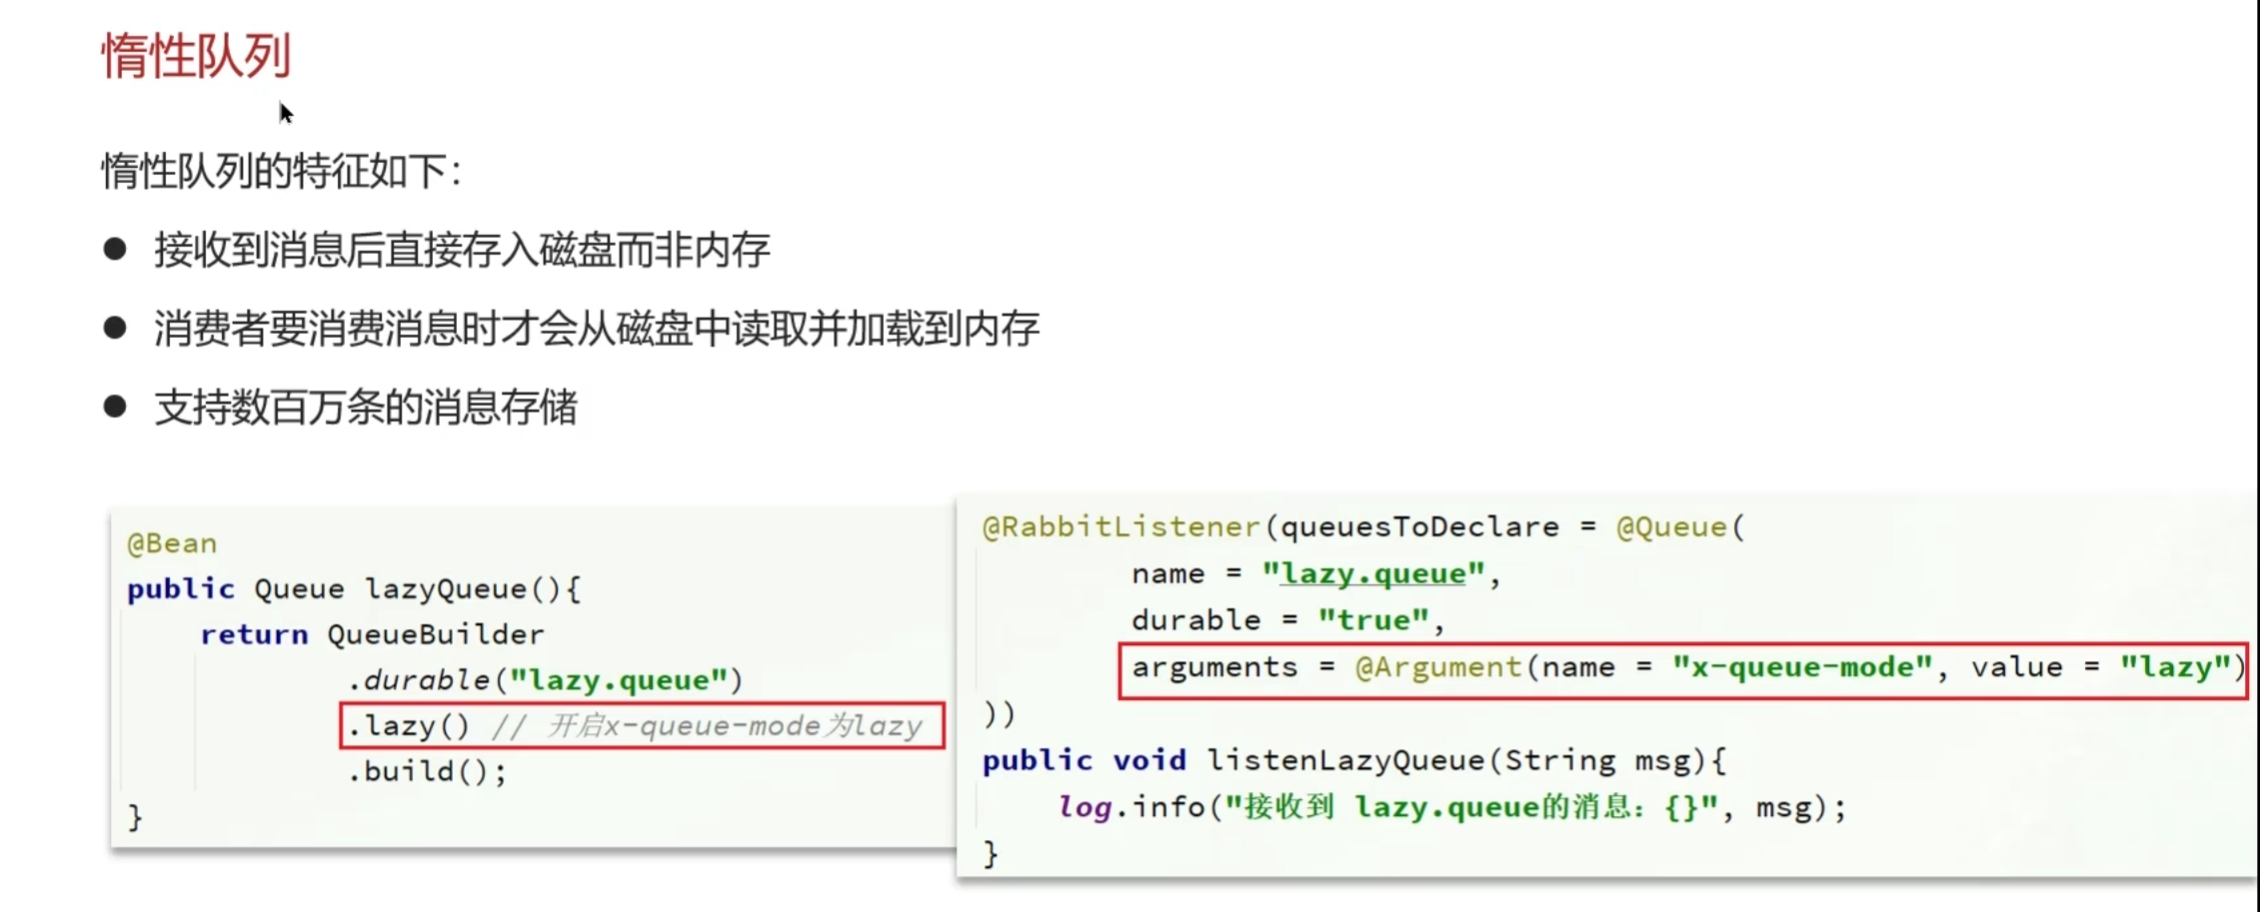 惰性队列
惰性队列的特征如下：
● 接收到消息后直接存入磁盘而非内存
● 消费者要消费消息时才会从磁盘中读取并加载到内存
● 支持数百万条的消息存储
@Bean
public Queue lazyQueue(){
return QueueBuilder
.durable("lazy.queue")
.lazy() // 开启x-queue-mode为lazy
.build();
}
@RabbitListener(queuesToDeclare = @Queue(
name = "lazy.queue",
durable = "true",
arguments = @Argument(name = "x-queue-mode", value = "lazy")
))
public void listenLazyQueue(String msg){
log.info("接收到 lazy.queue的消息：{}", msg);
}